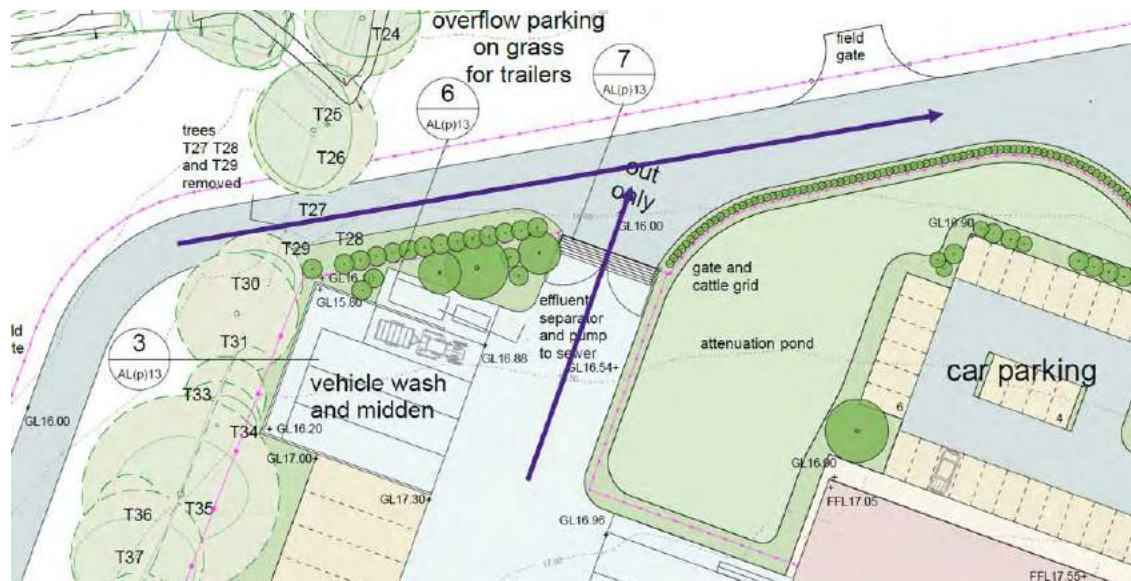 T24
overflow parking
on grass
for trailers
7
AL(p)13
field
gate
6
AL(p)13
T25
T26
trees
T27 T28
and T29
removed
out
only
T27
GL16.00
GL16.90
T28
T29
GL15.60
T30
gate and
cattle grid
effluent
separator
and pump
to sewer
GL16.88
3
AL(p)13
T31
attenuation pond
GL16.54+
car parking
vehicle wash
and midden
T33
GL16.00
6
4
T34
+ GL16.20
GL17.00+
GL17.30+
T35
T36
FFL17.05
GL16.96
T37
17.00
FFL17.55+